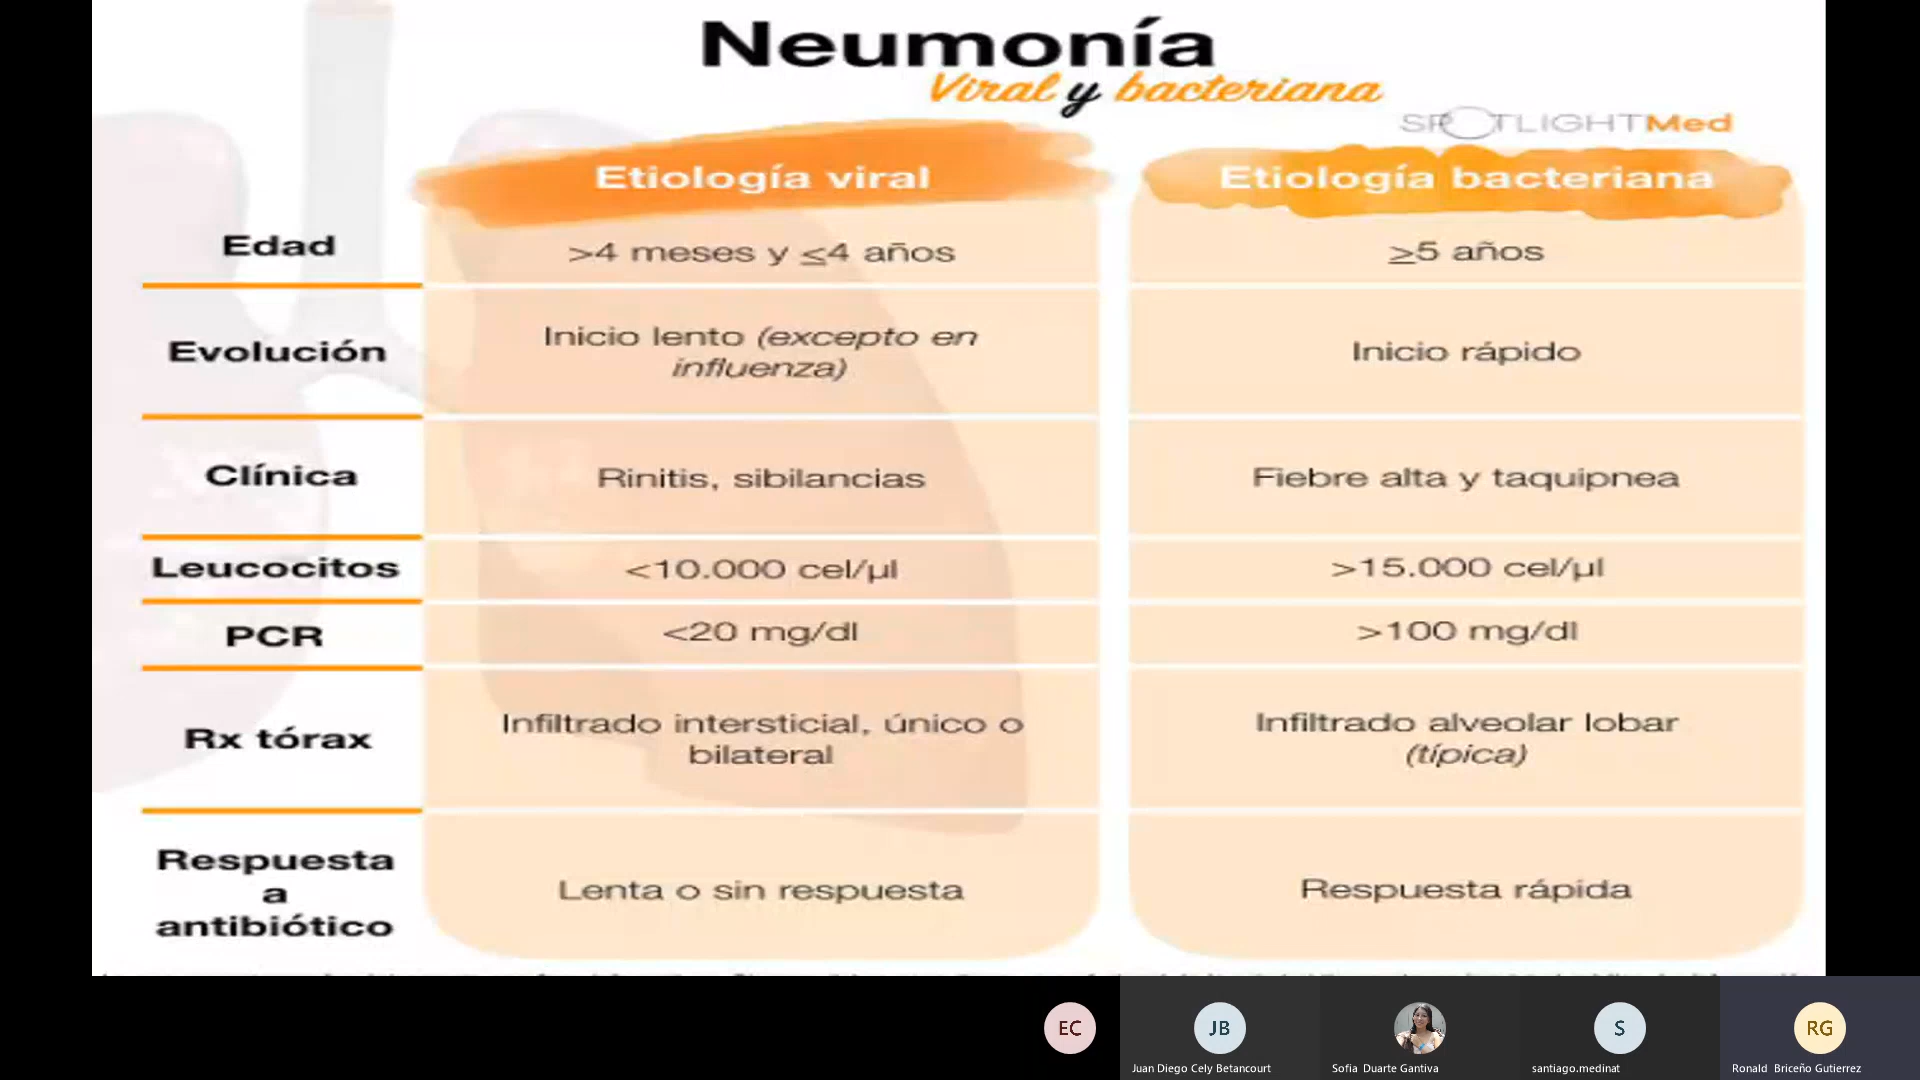 Neumonía
Viral y bacteriana
SPOTLIGHTMed
Etiología viral
Etiología bacteriana
Edad
>4 meses y ≤4 años
≥5 años
Evolución
Inicio lento (excepto en
influenza)
Inicio rápido
Clínica
Rinitis, sibilancias
Fiebre alta y taquipnea
Leucocitos
<10.000 cel/µl
>15.000 cel/µl
PCR
<20 mg/dl
>100 mg/dl
Rx tórax
Infiltrado intersticial, único o
bilateral
Infiltrado alveolar lobar
(típica)
Respuesta
a
antibiótico
Lenta o sin respuesta
Respuesta rápida
EC
JB
S
RG
Juan Diego Cely Betancourt
Sofia Duarte Gantiva
santiago.medinat
Ronald Briceño Gutierrez